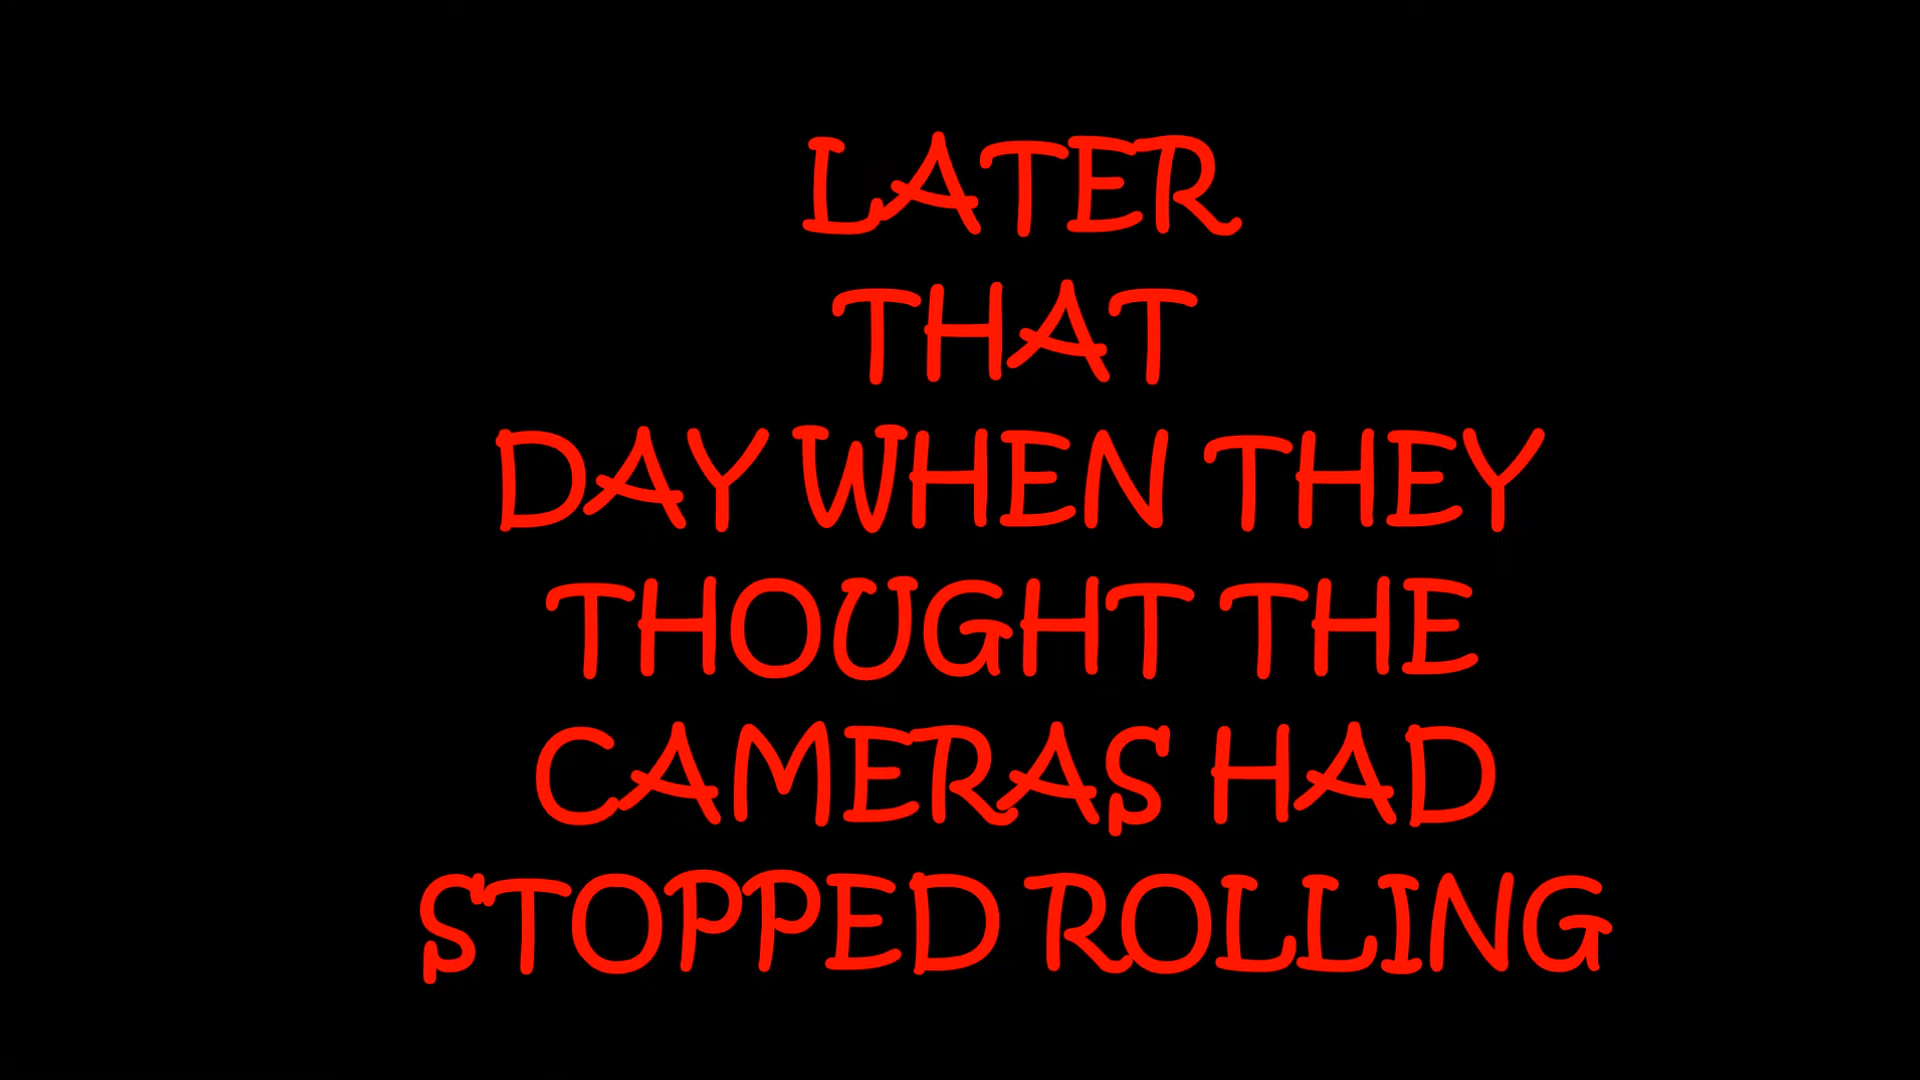 LATER
THAT
DAY WHEN THEY
THOUGHT THE
CAMERAS HAD
STOPPED ROLLING